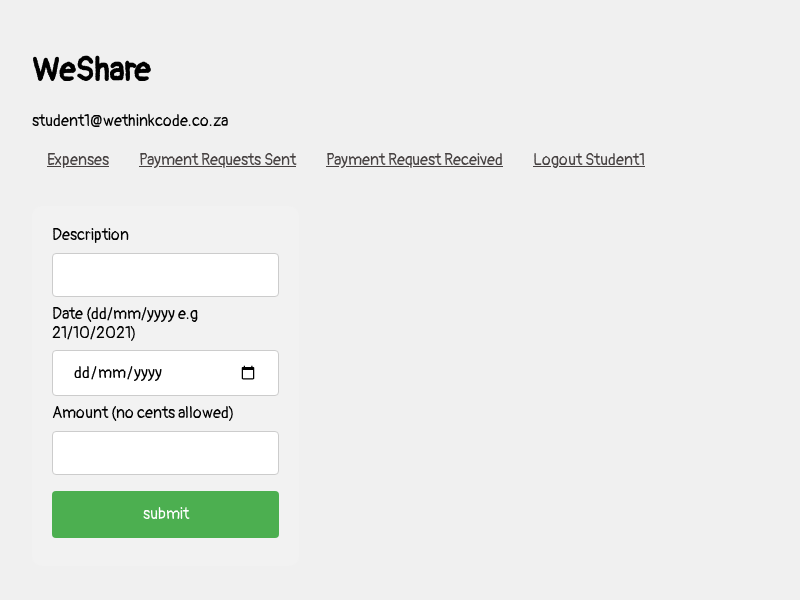 WeShare
student1@wethinkcode.co.za
Expenses Payment Requests Sent Payment Request Received Logout Student1
Description
Date (dd/mm/yyyy e.g
21/10/2021)
dd/mm/yyyy
Amount (no cents allowed)
submit